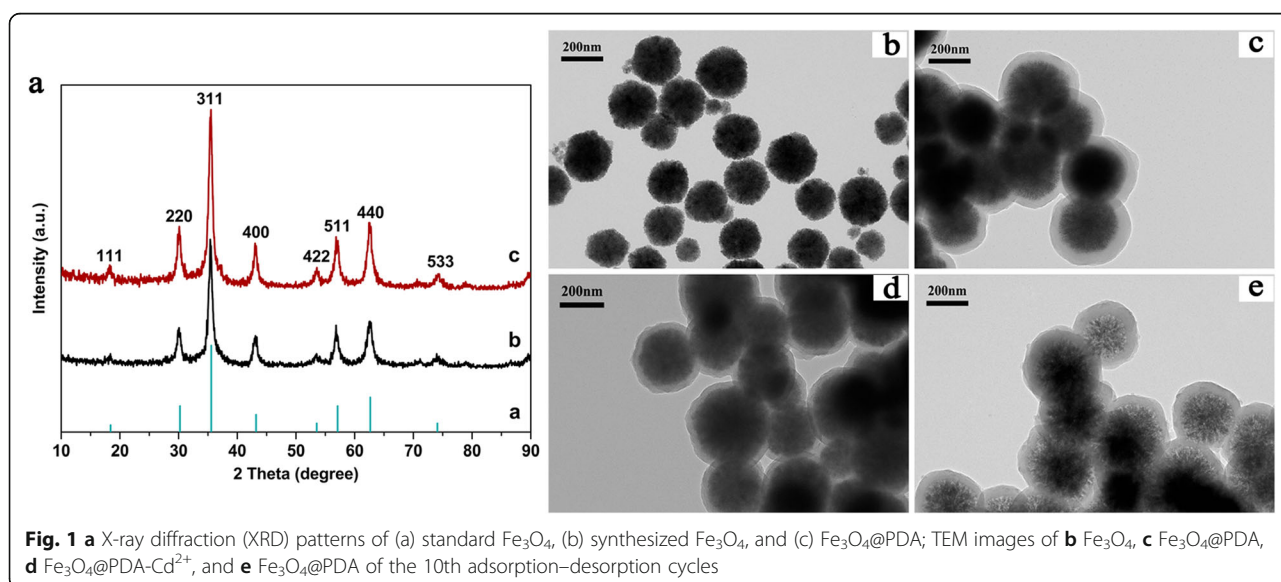 a
311
220
111
400
511
440
422
533
c
b
a
Intensity (a.u.)
10 20 30 40 50 60 70 80 90
2 Theta (degree)
200nm b
200nm c
200nm d
200nm e
Fig. 1 a X-ray diffraction (XRD) patterns of (a) standard Fe₃O₄, (b) synthesized Fe₃O₄, and (c) Fe₃O₄@PDA; TEM images of b Fe₃O₄, c Fe₃O₄@PDA,
d Fe₃O₄@PDA-Cd²⁺, and e Fe₃O₄@PDA of the 10th adsorption–desorption cycles